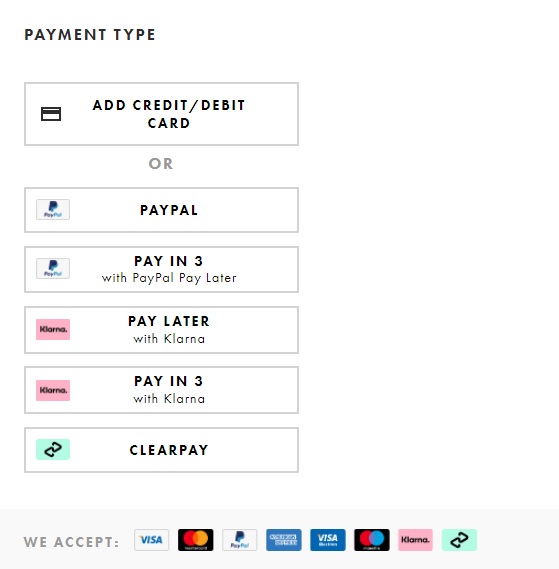 PAYMENT TYPE
ADD CREDIT/DEBIT
CARD
OR
PayPal
PAYPAL
PayPal
PAY IN 3
with PayPal Pay Later
Klarna.
PAY LATER
with Klarna
Klarna.
PAY IN 3
with Klarna
CLEARPAY
WE ACCEPT: VISA mastercard PayPal AMERICAN EXPRESS VISA Electron maestro Klarna.